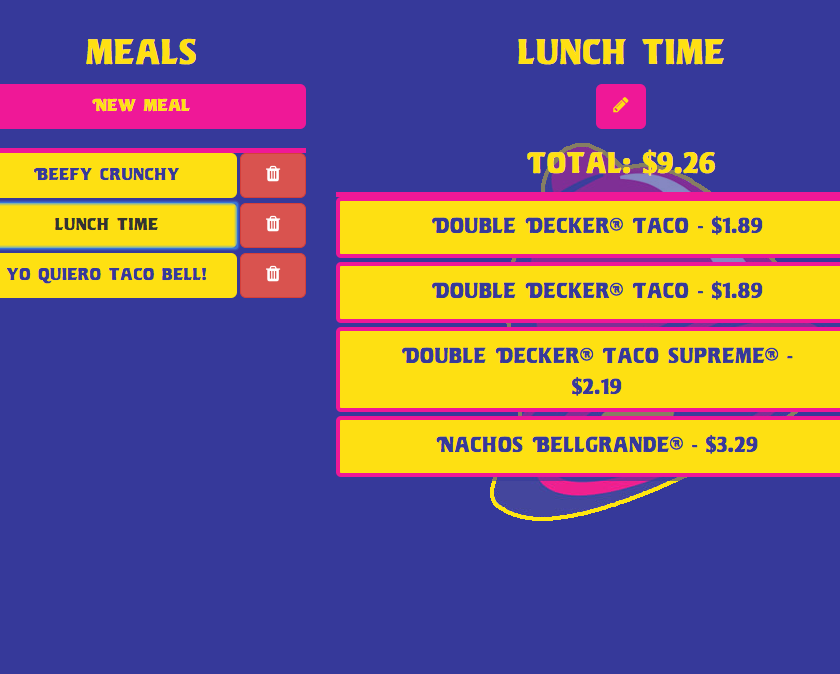 MEALS
NEW MEAL
BEEFY CRUNCHY
LUNCH TIME
YO QUIERO TACO BELL!
LUNCH TIME
TOTAL: $9.26
DOUBLE DECKER® TACO - $1.89
DOUBLE DECKER® TACO - $1.89
DOUBLE DECKER® TACO SUPREME® -
$2.19
NACHOS BELLGRANDE® - $3.29